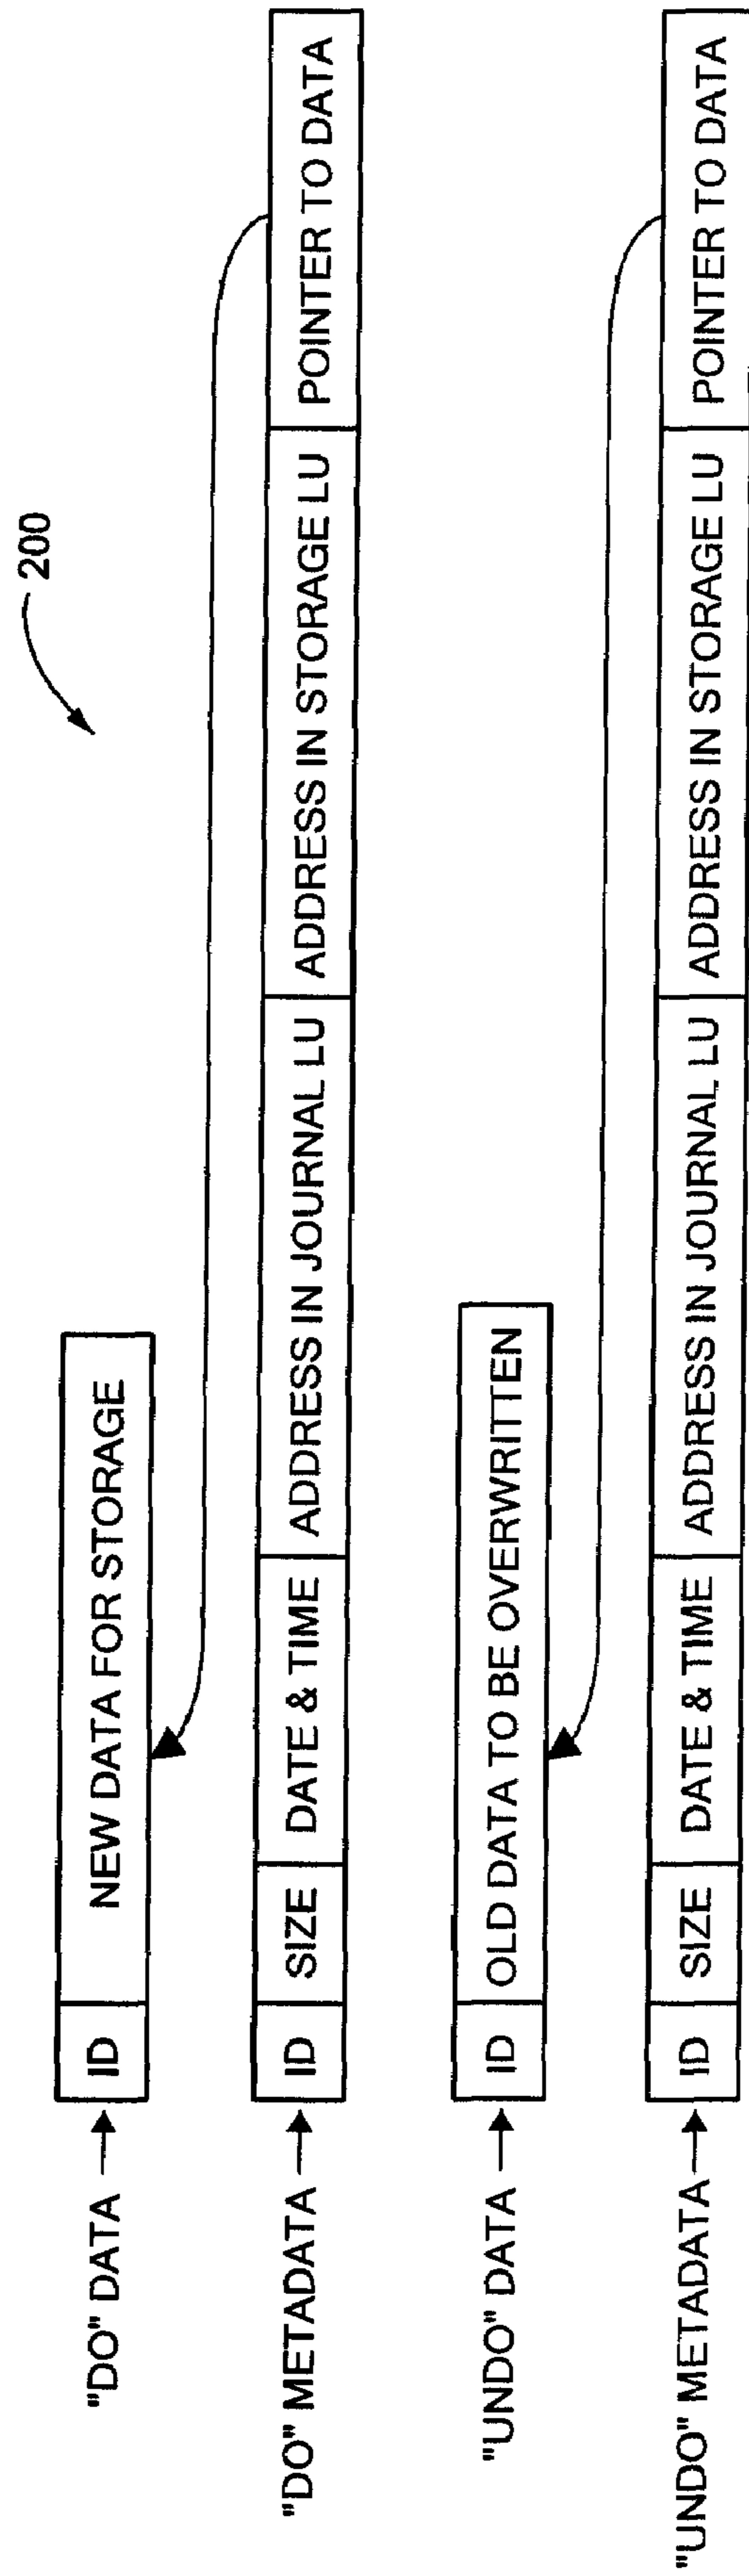 200
"DO" DATA → ID NEW DATA FOR STORAGE
"DO" METADATA → ID SIZE DATE & TIME ADDRESS IN JOURNAL LU ADDRESS IN STORAGE LU POINTER TO DATA
"UNDO" DATA → ID OLD DATA TO BE OVERWRITTEN
"UNDO" METADATA → ID SIZE DATE & TIME ADDRESS IN JOURNAL LU ADDRESS IN STORAGE LU POINTER TO DATA